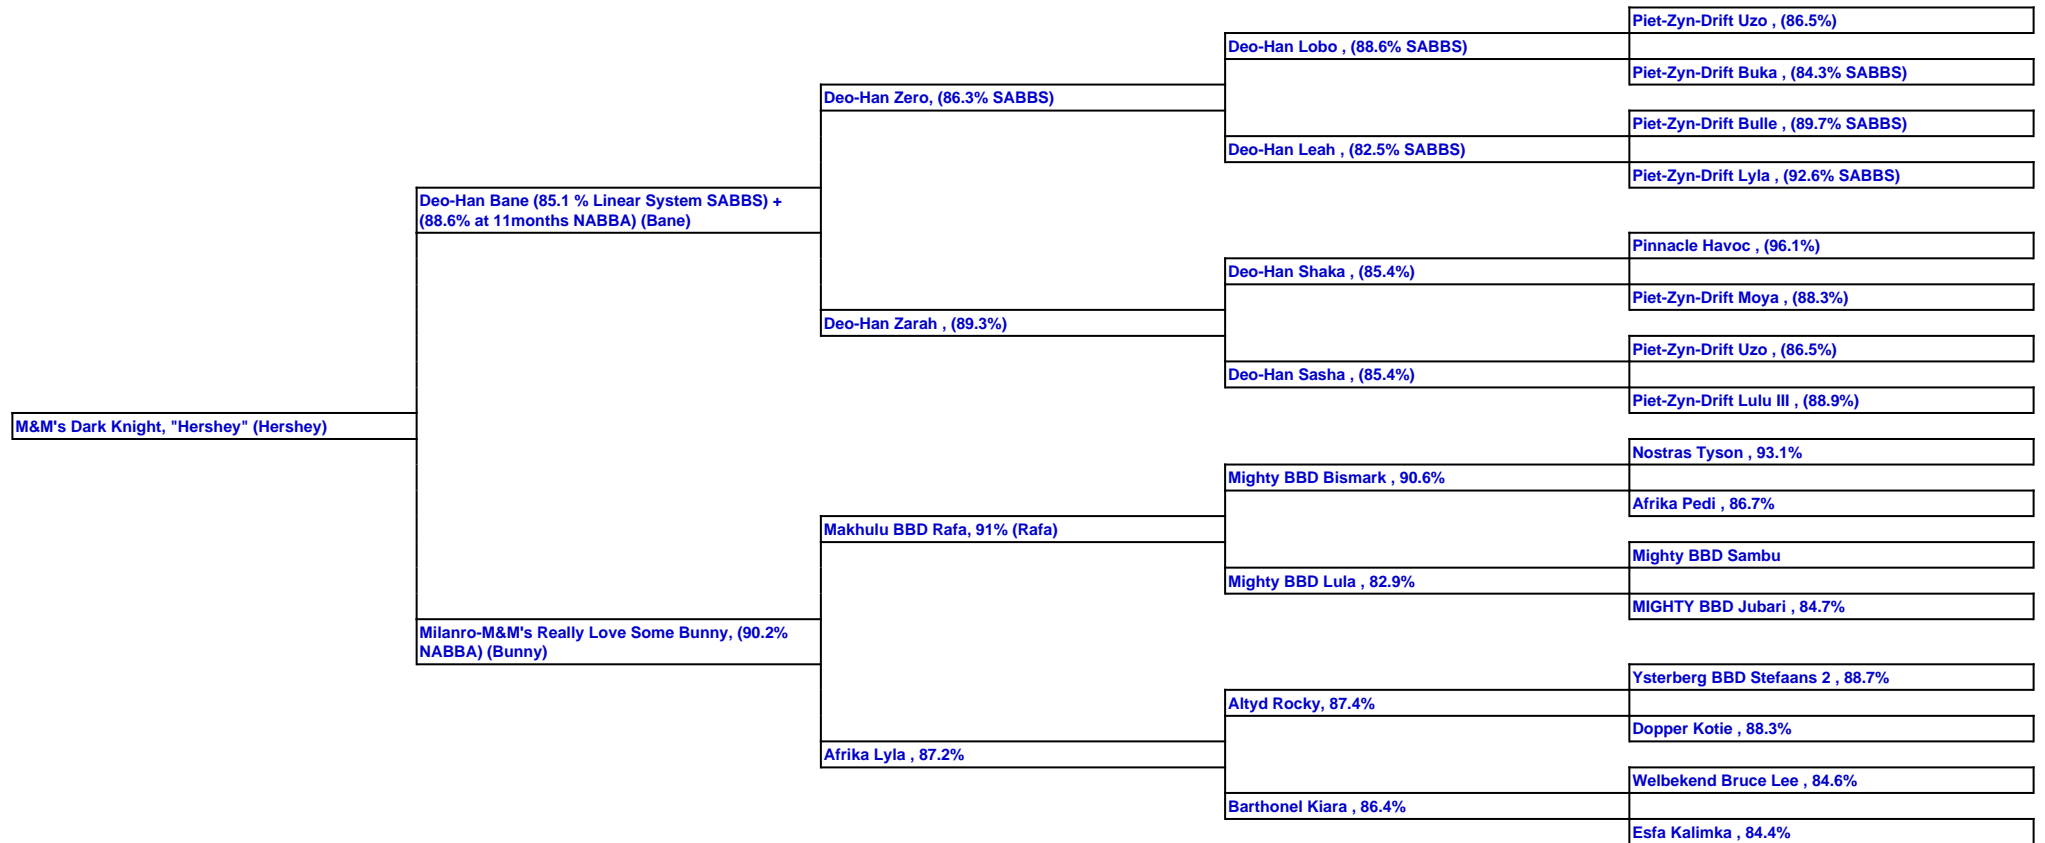 Piet-Zyn-Drift Uzo , (86.5%)
Deo-Han Lobo , (88.6% SABBS)
Piet-Zyn-Drift Buka , (84.3% SABBS)
Deo-Han Zero, (86.3% SABBS)
Piet-Zyn-Drift Bulle , (89.7% SABBS)
Deo-Han Leah , (82.5% SABBS)
Piet-Zyn-Drift Lyla , (92.6% SABBS)
Deo-Han Bane (85.1 % Linear System SABBS) +
(88.6% at 11months NABBA) (Bane)
Pinnacle Havoc , (96.1%)
Deo-Han Shaka , (85.4%)
Piet-Zyn-Drift Moya , (88.3%)
Deo-Han Zarah , (89.3%)
Piet-Zyn-Drift Uzo , (86.5%)
Deo-Han Sasha , (85.4%)
Piet-Zyn-Drift Lulu III , (88.9%)
M&M's Dark Knight, "Hershey" (Hershey)
Nostras Tyson , 93.1%
Mighty BBD Bismark , 90.6%
Afrika Pedi , 86.7%
Makhulu BBD Rafa, 91% (Rafa)
Mighty BBD Sambu
Mighty BBD Lula , 82.9%
MIGHTY BBD Jubari , 84.7%
Milanro-M&M's Really Love Some Bunny, (90.2%
NABBA) (Bunny)
Ysterberg BBD Stefaans 2 , 88.7%
Altyd Rocky, 87.4%
Dopper Kotie , 88.3%
Afrika Lyla , 87.2%
Welbekend Bruce Lee , 84.6%
Barthonel Kiara , 86.4%
Esfa Kalimka , 84.4%